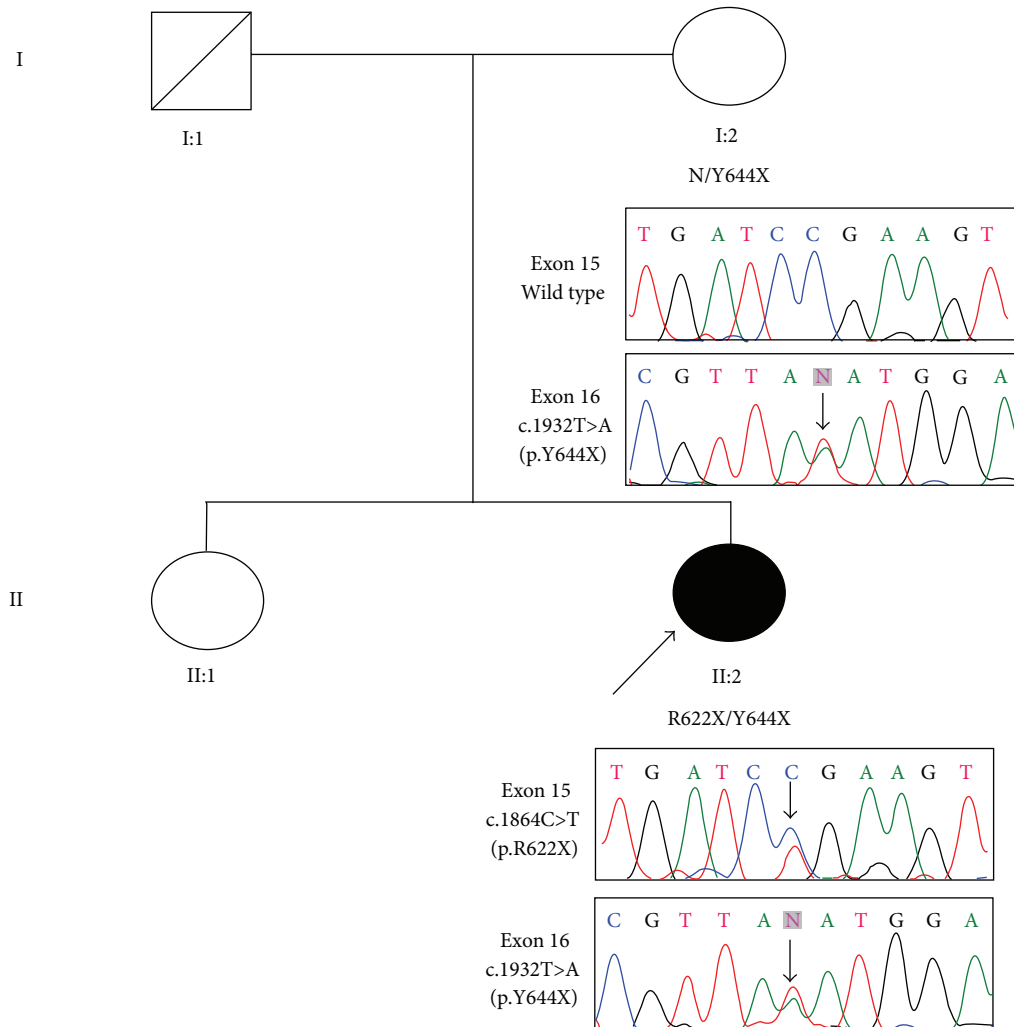 I
I:1
I:2
N/Y644X
Exon 15
Wild type
T G A T C C G A A G T
Exon 16
c.1932T>A
(p.Y644X)
C G T T A N A T G G A
II
II:1
II:2
R622X/Y644X
Exon 15
c.1864C>T
(p.R622X)
T G A T C C G A A G T
Exon 16
c.1932T>A
(p.Y644X)
C G T T A N A T G G A